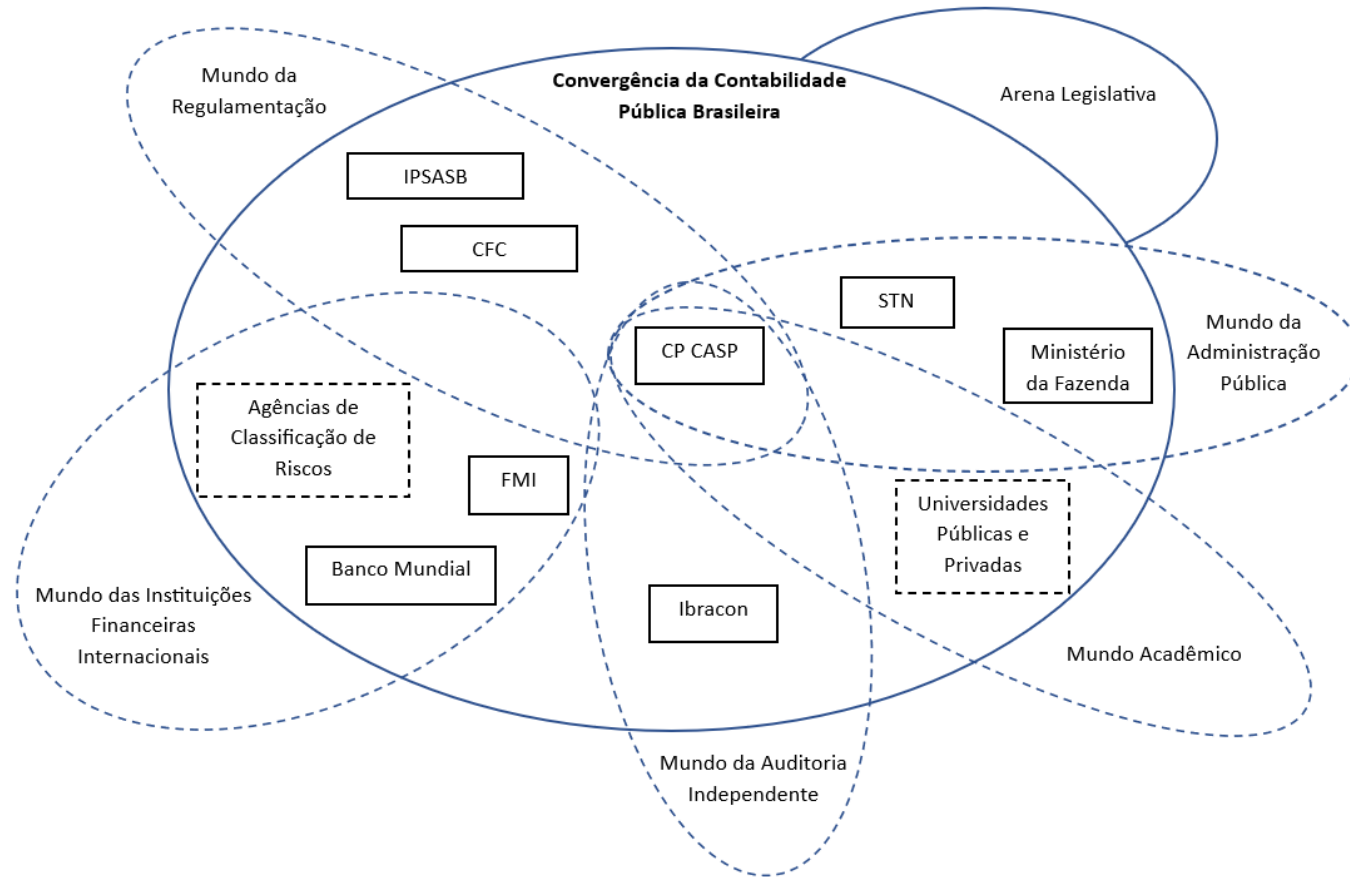 Convergência da Contabilidade
Pública Brasileira
Mundo da
Regulamentação
Arena Legislativa
IPSASB
CFC
STN
CP CASP
Ministério
da Fazenda
Mundo da
Administração
Pública
Agências de
Classificação de
Riscos
FMI
Banco Mundial
Universidades
Públicas e
Privadas
Ibracon
Mundo das Instituições
Financeiras
Internacionais
Mundo Acadêmico
Mundo da Auditoria
Independente